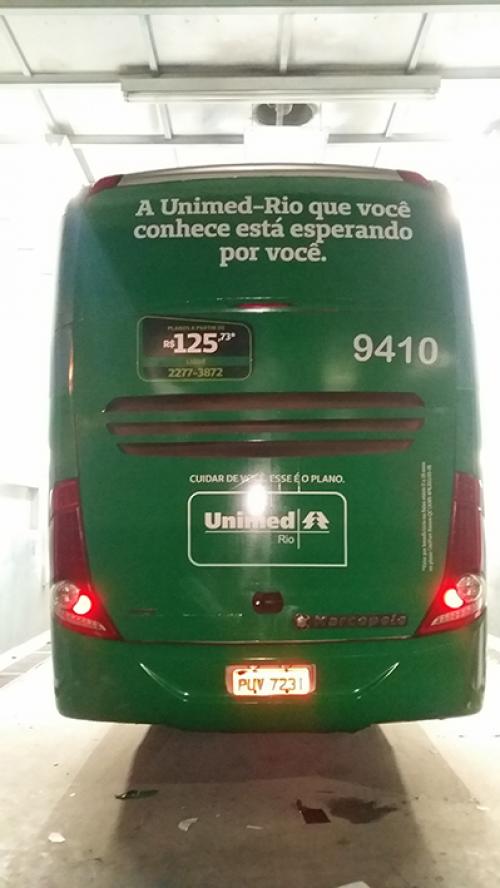 A Unimed-Rio que você
conhece está esperando
por você.
PLANOS A PARTIR DE
R$125,73*
LIGUE
2277-3872
9410
CUIDAR DE VOCÊ. ESSE É O PLANO.
Unimed
Rio
Marcopolo
7231